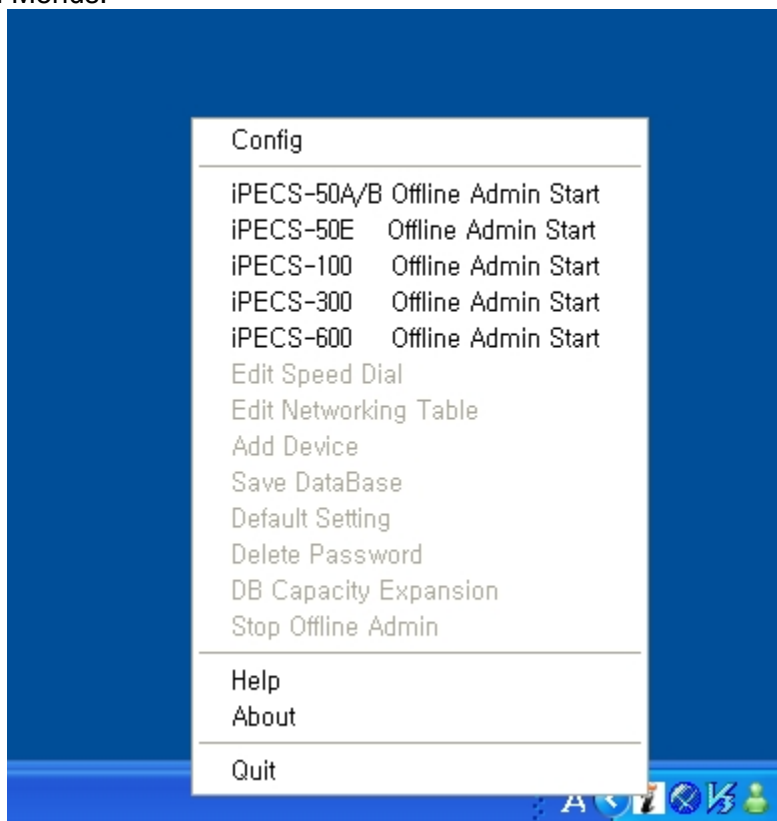 Menus.
Config
iPECS-50A/B Offline Admin Start
iPECS-50E Offline Admin Start
iPECS-100 Offline Admin Start
iPECS-300 Offline Admin Start
iPECS-600 Offline Admin Start
Edit Speed Dial
Edit Networking Table
Add Device
Save DataBase
Default Setting
Delete Password
DB Capacity Expansion
Stop Offline Admin
Help
About
Quit
A